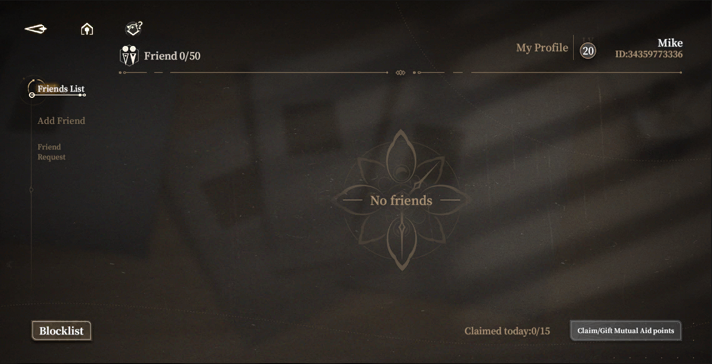 Friend 0/50
My Profile
20
Mike
ID:34359773336
Friends List
Add Friend
Friend
Request
No friends
Blocklist
Claimed today:0/15
Claim/Gift Mutual Aid points